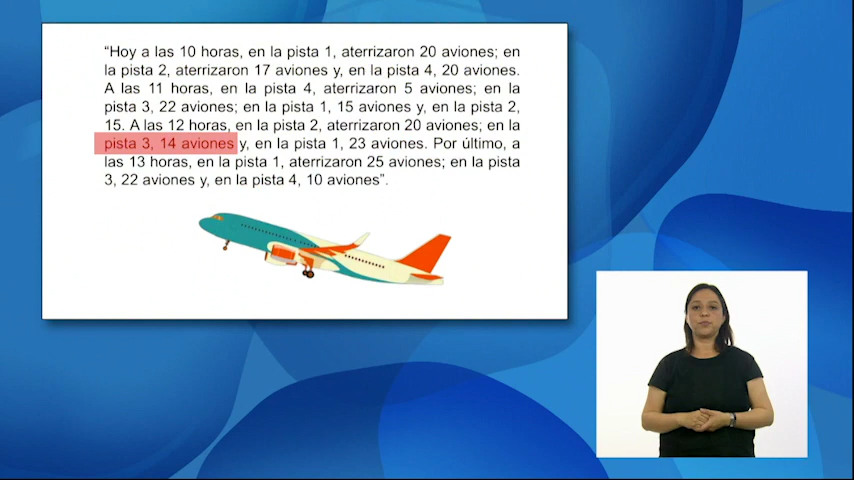 “Hoy a las 10 horas, en la pista 1, aterrizaron 20 aviones; en
la pista 2, aterrizaron 17 aviones y, en la pista 4, 20 aviones.
A las 11 horas, en la pista 4, aterrizaron 5 aviones; en la
pista 3, 22 aviones; en la pista 1, 15 aviones y, en la pista 2,
15. A las 12 horas, en la pista 2, aterrizaron 20 aviones; en la
pista 3, 14 aviones y, en la pista 1, 23 aviones. Por último, a
las 13 horas, en la pista 1, aterrizaron 25 aviones; en la pista
3, 22 aviones y, en la pista 4, 10 aviones”.